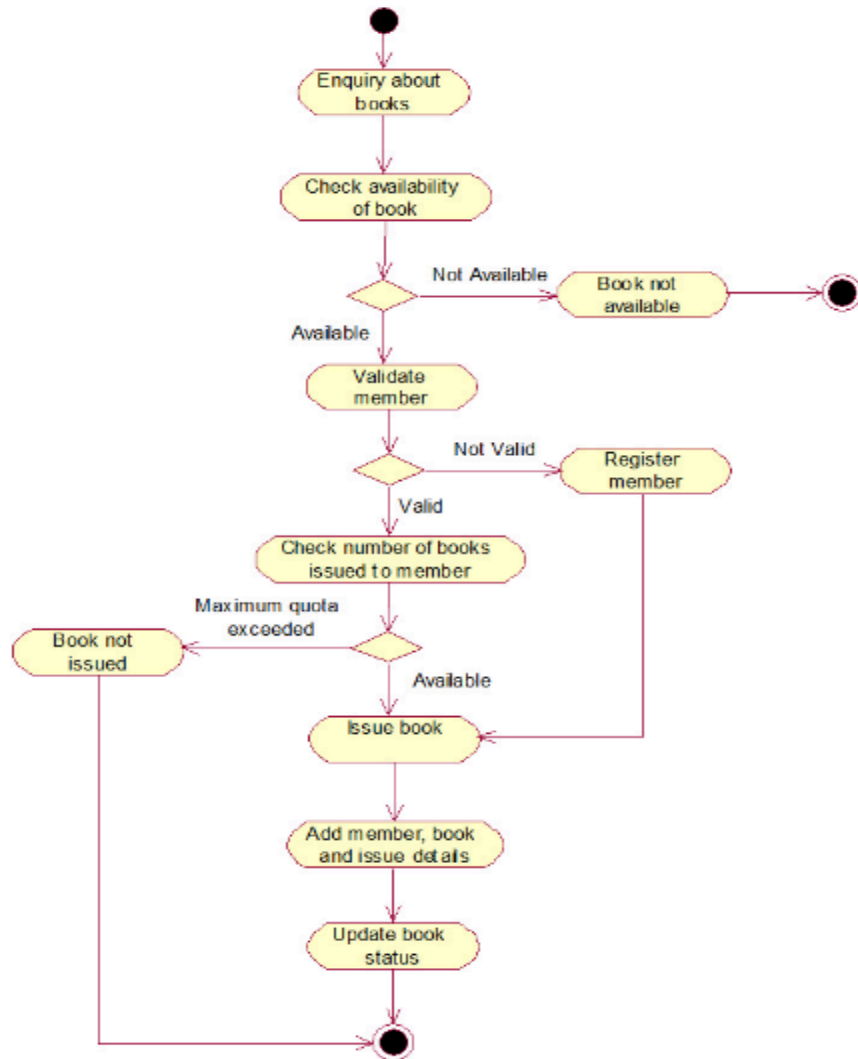 Enquiry about
books
Check availability
of book
Not Available
Book not
available
Available
Validate
member
Not Valid
Register
member
Valid
Check number of books
issued to member
Maximum quota
exceeded
Book not
issued
Available
Issue book
Add member, book
and issue details
Update book
status